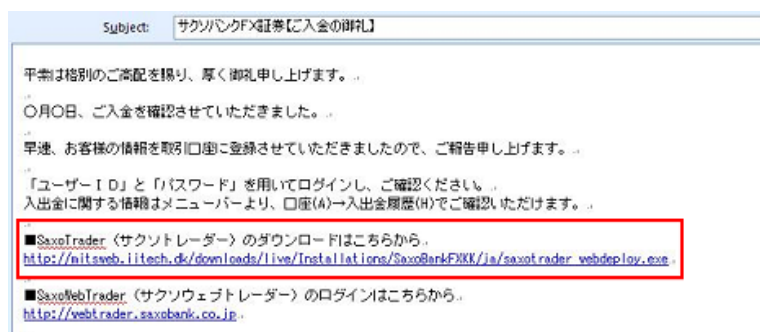 Subject: サクソバンクFX証券【ご入金の御礼】
平素は格別のご高配を賜り、厚く御礼申し上げます。
〇月〇日、ご入金を確認させていただきました。
早速、お客様の情報を取引口座に登録させていただきましたので、ご報告申し上げます。
「ユーザーＩＤ」と「パスワード」を用いてログインし、ご確認ください。
入出金に関する情報はメニューバーより、口座(A)→入出金履歴(H)でご確認いただけます。
■SaxoTrader（サクソトレーダー）のダウンロードはこちらから
http://mitsweb.iitech.dk/downloads/live/Installations/SaxoBankFXKK/ja/saxotrader_webdeploy.exe
■SaxoWebTrader（サクソウェブトレーダー）のログインはこちらから
http://webtrader.saxobank.co.jp